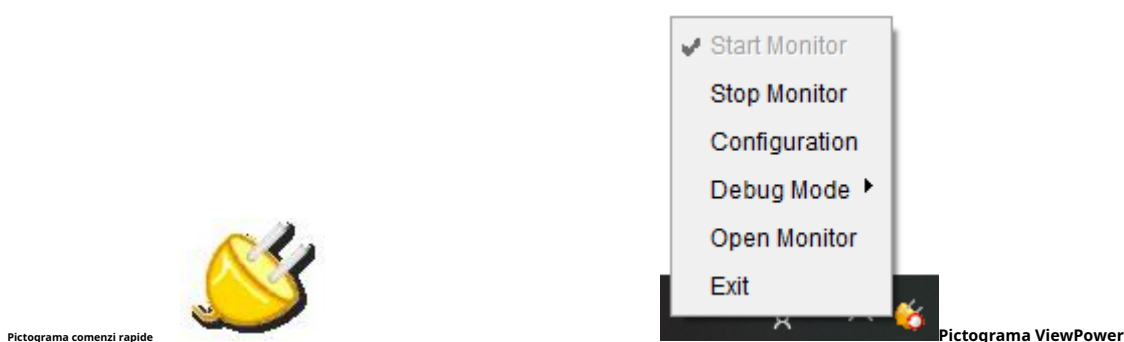 Start Monitor
Stop Monitor
Configuration
Debug Mode
Open Monitor
Exit
Pictograma comenzi rapide
Pictograma ViewPower